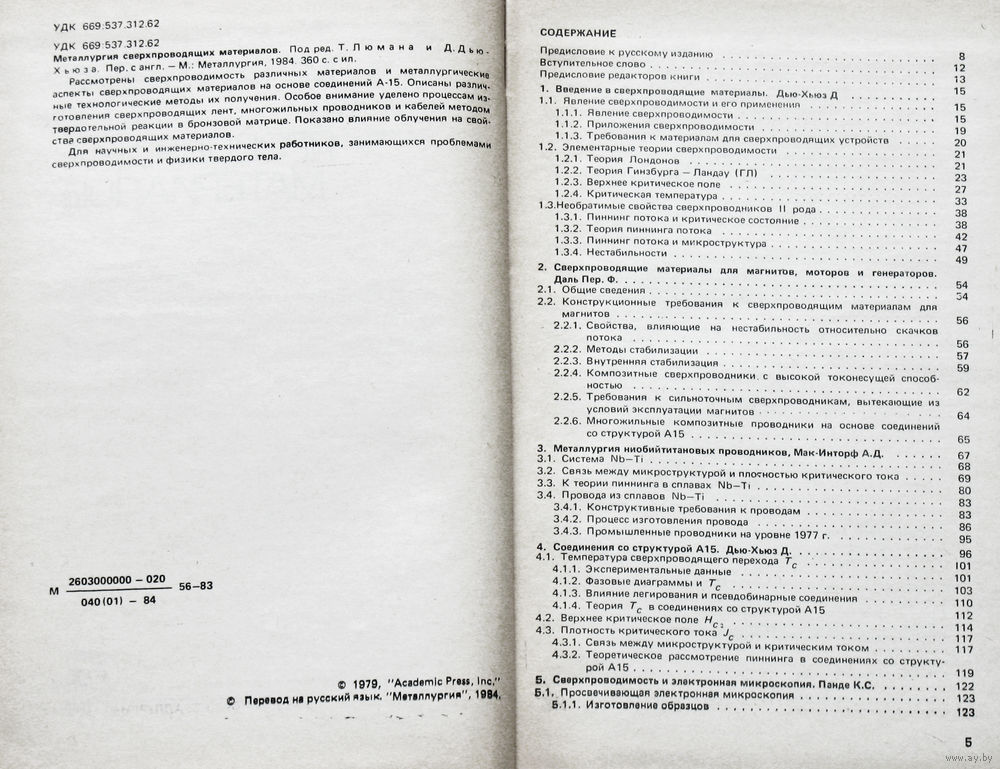 УДК 669.537.312.62
УДК 669.537.312.62
Металлургия сверхпроводящих материалов. Под ред. Т. Люмана и Д. Дью-
Хьюза. Пер. с англ. – М.: Металлургия, 1984. 360 с. с ил.
Рассмотрены сверхпроводимость различных материалов и металлургические
аспекты сверхпроводящих материалов на основе соединений А-15. Описаны различ-
ные технологические методы их получения. Особое внимание уделено процессам из-
готовления сверхпроводящих лент, многожильных проводников и кабелей методом
твердотельной реакции в бронзовой матрице. Показано влияние облучения на свой-
ства сверхпроводящих материалов.
Для научных и инженерно-технических работников, занимающихся проблемами
сверхпроводимости и физики твердого тела.
М 2603000000 – 020 56–83
040(01) – 84
© 1979, "Academic Press, Inc."
© Перевод на русский язык. "Металлургия", 1984.
СОДЕРЖАНИЕ
Предисловие к русскому изданию 8
Вступительное слово 12
Предисловие редакторов книги 13
1. Введение в сверхпроводящие материалы. Дью-Хьюз Д 15
1.1. Явление сверхпроводимости и его применения 15
1.1.1. Явление сверхпроводимости 15
1.1.2. Приложения сверхпроводимости 19
1.1.3. Требования к материалам для сверхпроводящих устройств 20
1.2. Элементарные теории сверхпроводимости 21
1.2.1. Теория Лондонов 21
1.2.2. Теория Гинзбурга – Ландау (ГЛ) 23
1.2.3. Верхнее критическое поле 27
1.2.4. Критическая температура 33
1.3.Необратимые свойства сверхпроводников II рода 38
1.3.1. Пиннинг потока и критическое состояние 38
1.3.2. Теория пиннинга потока 42
1.3.3. Пиннинг потока и микроструктура 47
1.3.4. Нестабильности 49
2. Сверхпроводящие материалы для магнитов, моторов и генераторов.
Даль Пер. Ф. 54
2.1. Общие сведения 54
2.2. Конструкционные требования к сверхпроводящим материалам для
магнитов 56
2.2.1. Свойства, влияющие на нестабильность относительно скачков
потока 56
2.2.2. Методы стабилизации 57
2.2.3. Внутренняя стабилизация 59
2.2.4. Композитные сверхпроводники с высокой токонесущей способ-
ностью 62
2.2.5. Требования к сильноточным сверхпроводникам, вытекающие из
условий эксплуатации магнитов 64
2.2.6. Многожильные композитные проводники на основе соединений
со структурой А15 65
3. Металлургия ниобийтитановых проводников, Мак-Инторф А.Д. 67
3.1. Система Nb–Ti 68
3.2. Связь между микроструктурой и плотностью критического тока 69
3.3. К теории пиннинга в сплавах Nb–Ti 80
3.4. Провода из сплавов Nb–Ti 83
3.4.1. Конструктивные требования к проводам 83
3.4.2. Процесс изготовления провода 86
3.4.3. Промышленные проводники на уровне 1977 г. 95
4. Соединения со структурой А15. Дью-Хьюз Д. 96
4.1. Температура сверхпроводящего перехода Tc 101
4.1.1. Экспериментальные данные 101
4.1.2. Фазовые диаграммы и Tc 103
4.1.3. Влияние легирования и псевдобинарные соединения 110
4.1.4. Теория Tc в соединениях со структурой А15 112
4.2. Верхнее критическое поле Hc2 114
4.3. Плотность критического тока Jc 117
4.3.1. Связь между микроструктурой и критическим током 117
4.3.2. Теоретическое рассмотрение пиннинга в соединениях со структу-
рой А15 119
5. Сверхпроводимость и электронная микроскопия. Панде К.С. 122
5.1. Просвечивающая электронная микроскопия 123
5.1.1. Изготовление образцов 123
5
www.ay.by